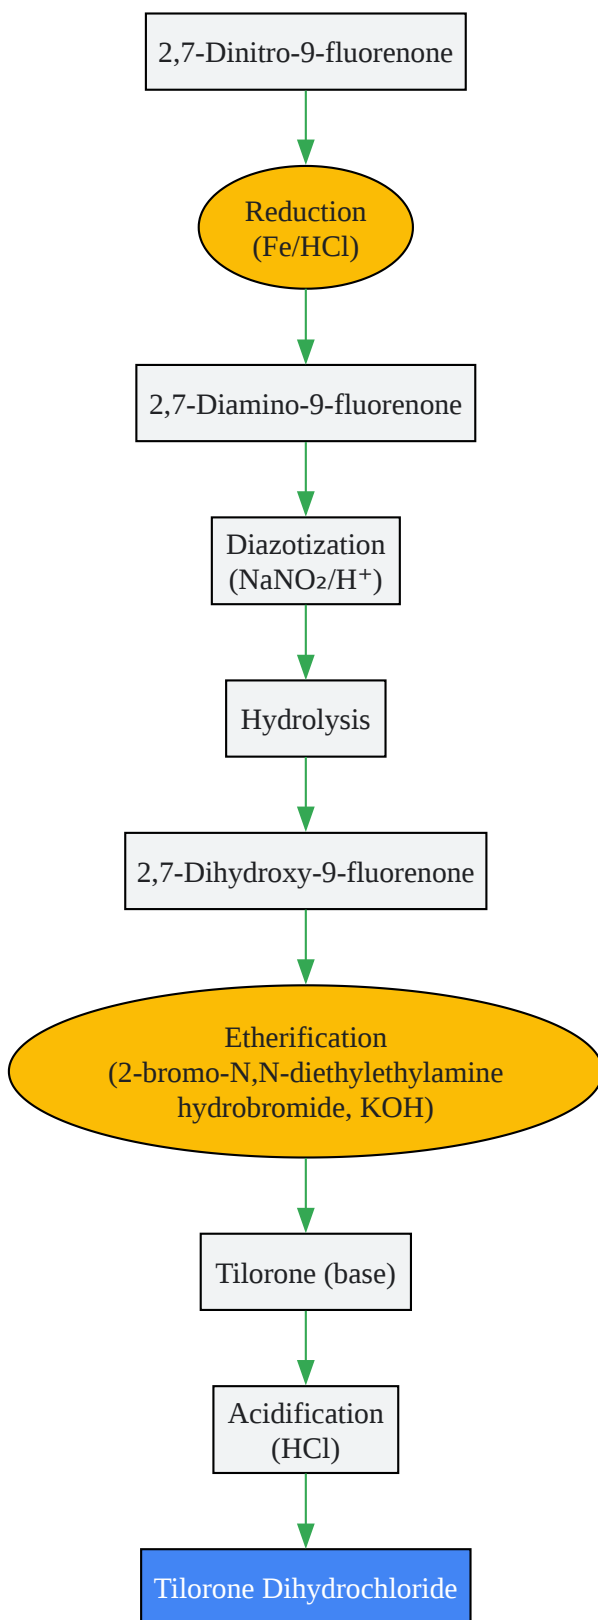 2,7-Dinitro-9-fluorenone
Reduction
(Fe/HCl)
2,7-Diamino-9-fluorenone
Diazotization
(NaNO₂/H⁺)
Hydrolysis
2,7-Dihydroxy-9-fluorenone
Etherification
(2-bromo-N,N-diethylethylamine
hydrobromide, KOH)
Tilorone (base)
Acidification
(HCl)
Tilorone Dihydrochloride